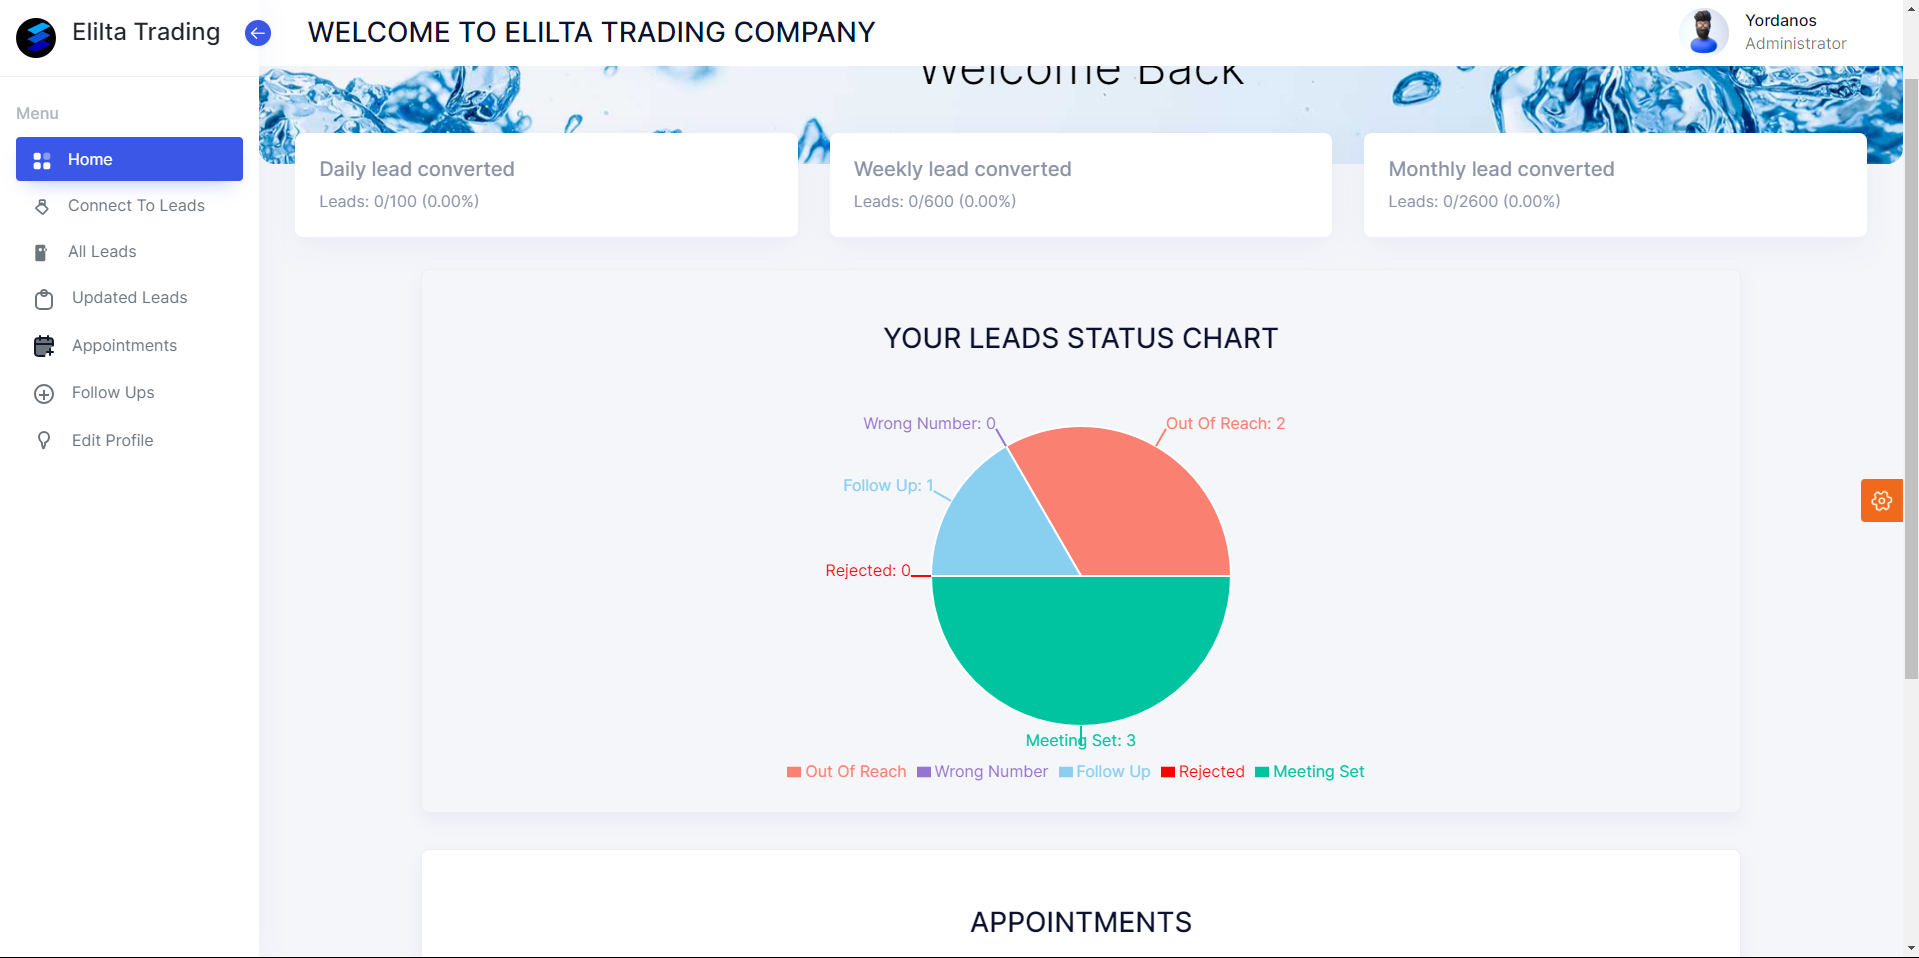 Elilta Trading
WELCOME TO ELILTA TRADING COMPANY
Yordanos
Administrator
Menu
Home
Connect To Leads
All Leads
Updated Leads
Appointments
Follow Ups
Edit Profile
Welcome Back
Daily lead converted
Leads: 0/100 (0.00%)
Weekly lead converted
Leads: 0/600 (0.00%)
Monthly lead converted
Leads: 0/2600 (0.00%)
YOUR LEADS STATUS CHART
Wrong Number: 0
Out Of Reach: 2
Follow Up: 1
Rejected: 0
Meeting Set: 3
Out Of Reach Wrong Number Follow Up Rejected Meeting Set
APPOINTMENTS